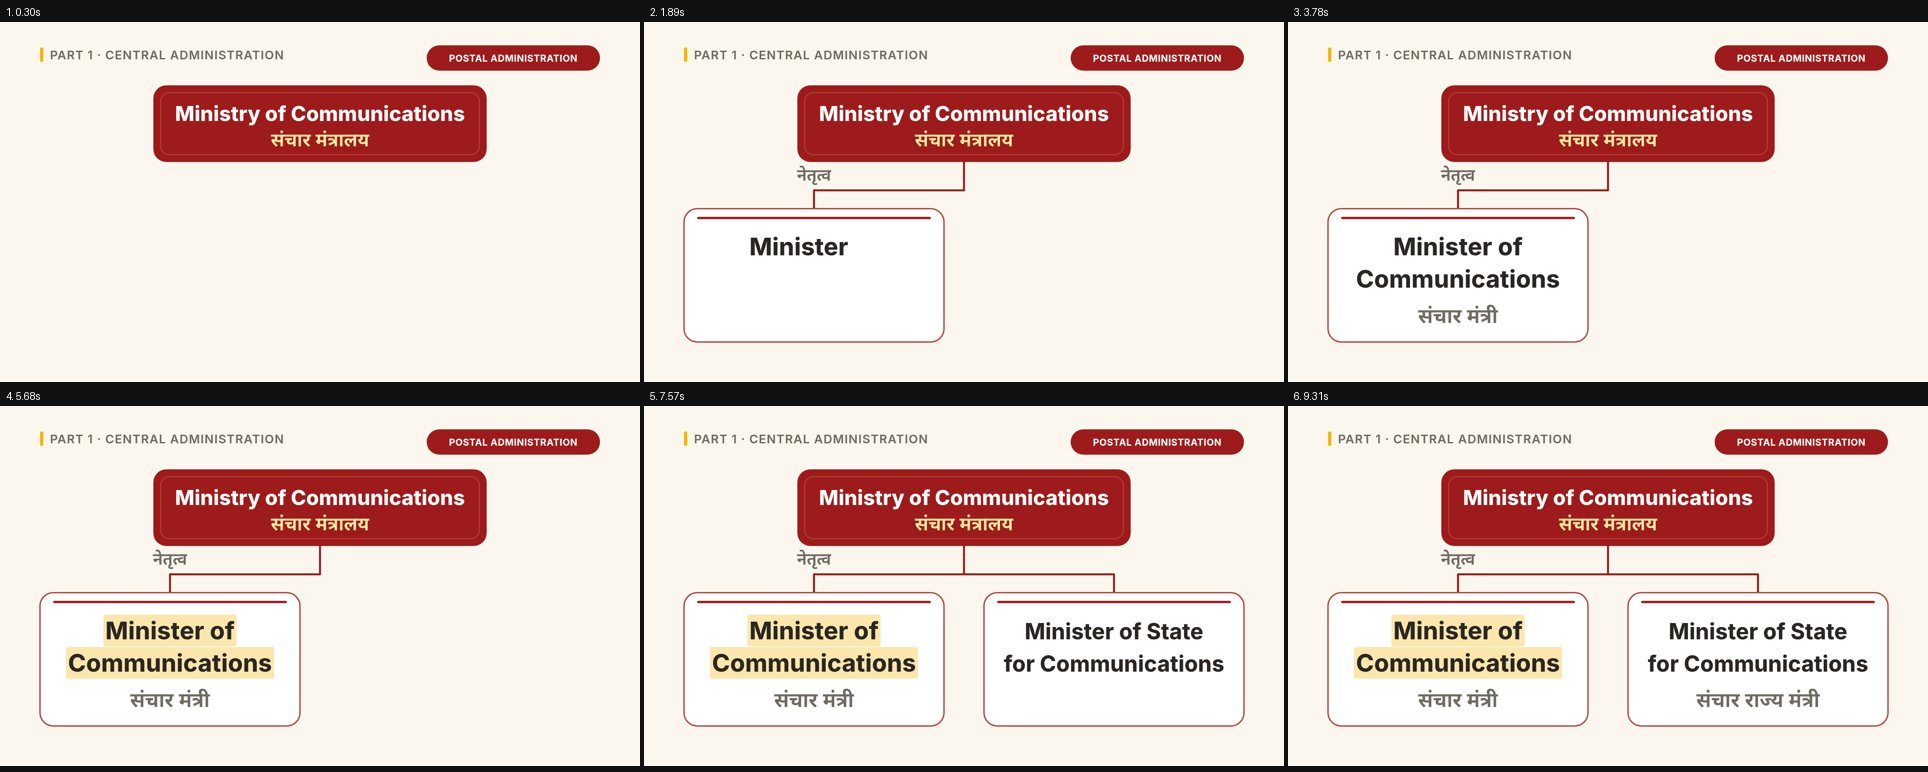 1. 0.30s
PART 1 · CENTRAL ADMINISTRATION
POSTAL ADMINISTRATION
Ministry of Communications
संचार मंत्रालय
2. 1.89s
PART 1 · CENTRAL ADMINISTRATION
POSTAL ADMINISTRATION
Ministry of Communications
संचार मंत्रालय
नेतृत्व
Minister
3. 3.78s
PART 1 · CENTRAL ADMINISTRATION
POSTAL ADMINISTRATION
Ministry of Communications
संचार मंत्रालय
नेतृत्व
Minister of
Communications
संचार मंत्री
4. 5.68s
PART 1 · CENTRAL ADMINISTRATION
POSTAL ADMINISTRATION
Ministry of Communications
संचार मंत्रालय
नेतृत्व
Minister of
Communications
संचार मंत्री
5. 7.57s
PART 1 · CENTRAL ADMINISTRATION
POSTAL ADMINISTRATION
Ministry of Communications
संचार मंत्रालय
नेतृत्व
Minister of
Communications
संचार मंत्री
Minister of State
for Communications
6. 9.31s
PART 1 · CENTRAL ADMINISTRATION
POSTAL ADMINISTRATION
Ministry of Communications
संचार मंत्रालय
नेतृत्व
Minister of
Communications
संचार मंत्री
Minister of State
for Communications
संचार राज्य मंत्री